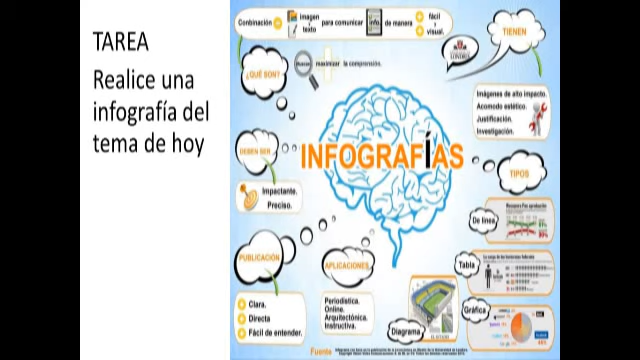 TAREA
Realice una
infografía del
tema de hoy
Combinación
imagen
y
texto
para comunicar
info.
de manera
fácil
y
visual.
¿QUÉ SON?
Buscan
maximizar la comprensión.
TIENEN
Imágenes de alto impacto.
Acomodo estético.
Justificación.
Investigación.
INFOGRAFÍAS
DEBEN SER
Impactante.
Preciso.
TIPOS
De línea
Tabla
Gráfica
Diagrama
PUBLICACIÓN
Clara.
Directa
Fácil de entender.
APLICACIONES
Periodística.
Online.
Arquitectónica.
Instructiva.
Fuente